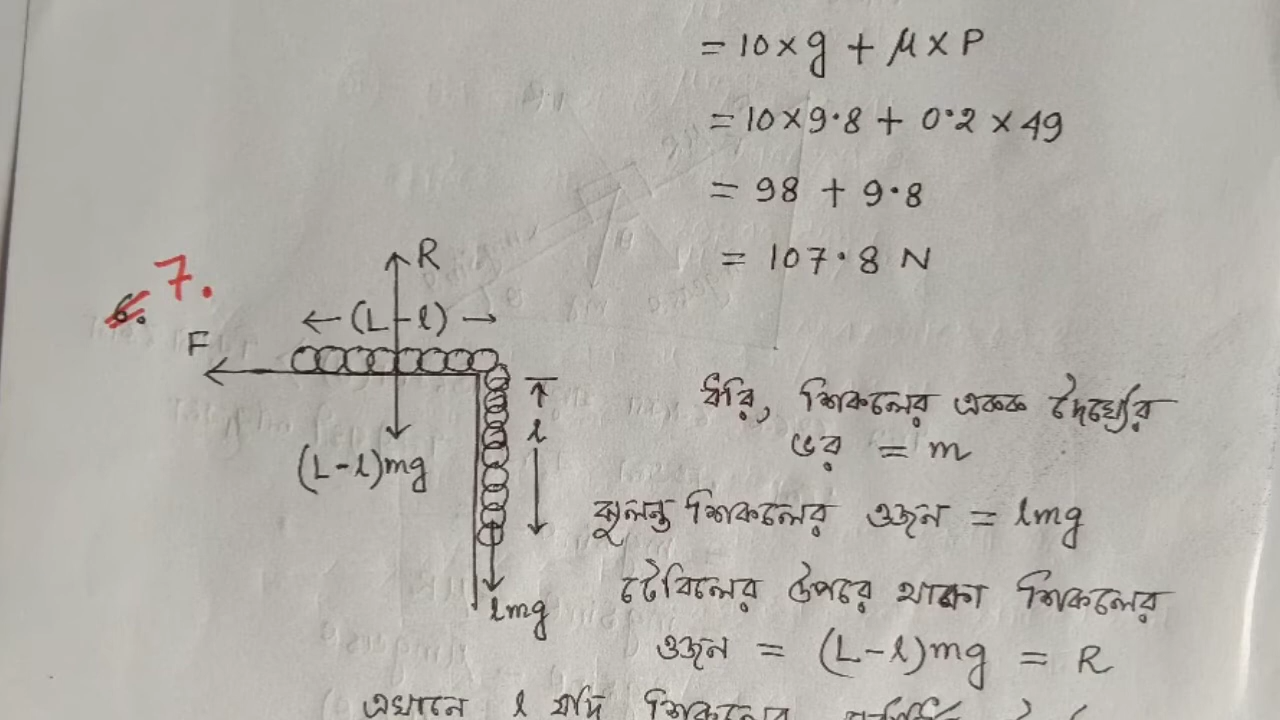 = 10 × g + μ × P
= 10 × 9.8 + 0.2 × 49
= 98 + 9.8
= 107.8 N
7.
6.
R
← (L-l) →
F
l
(L-l)mg
lmg
ধরি, শিকলের একক দৈর্ঘ্যের
ভর = m
ঝুলন্ত শিকলের ওজন = lmg
টেবিলের উপরে থাকা শিকলের
ওজন = (L-l)mg = R
এখানে l যদি শিকলের